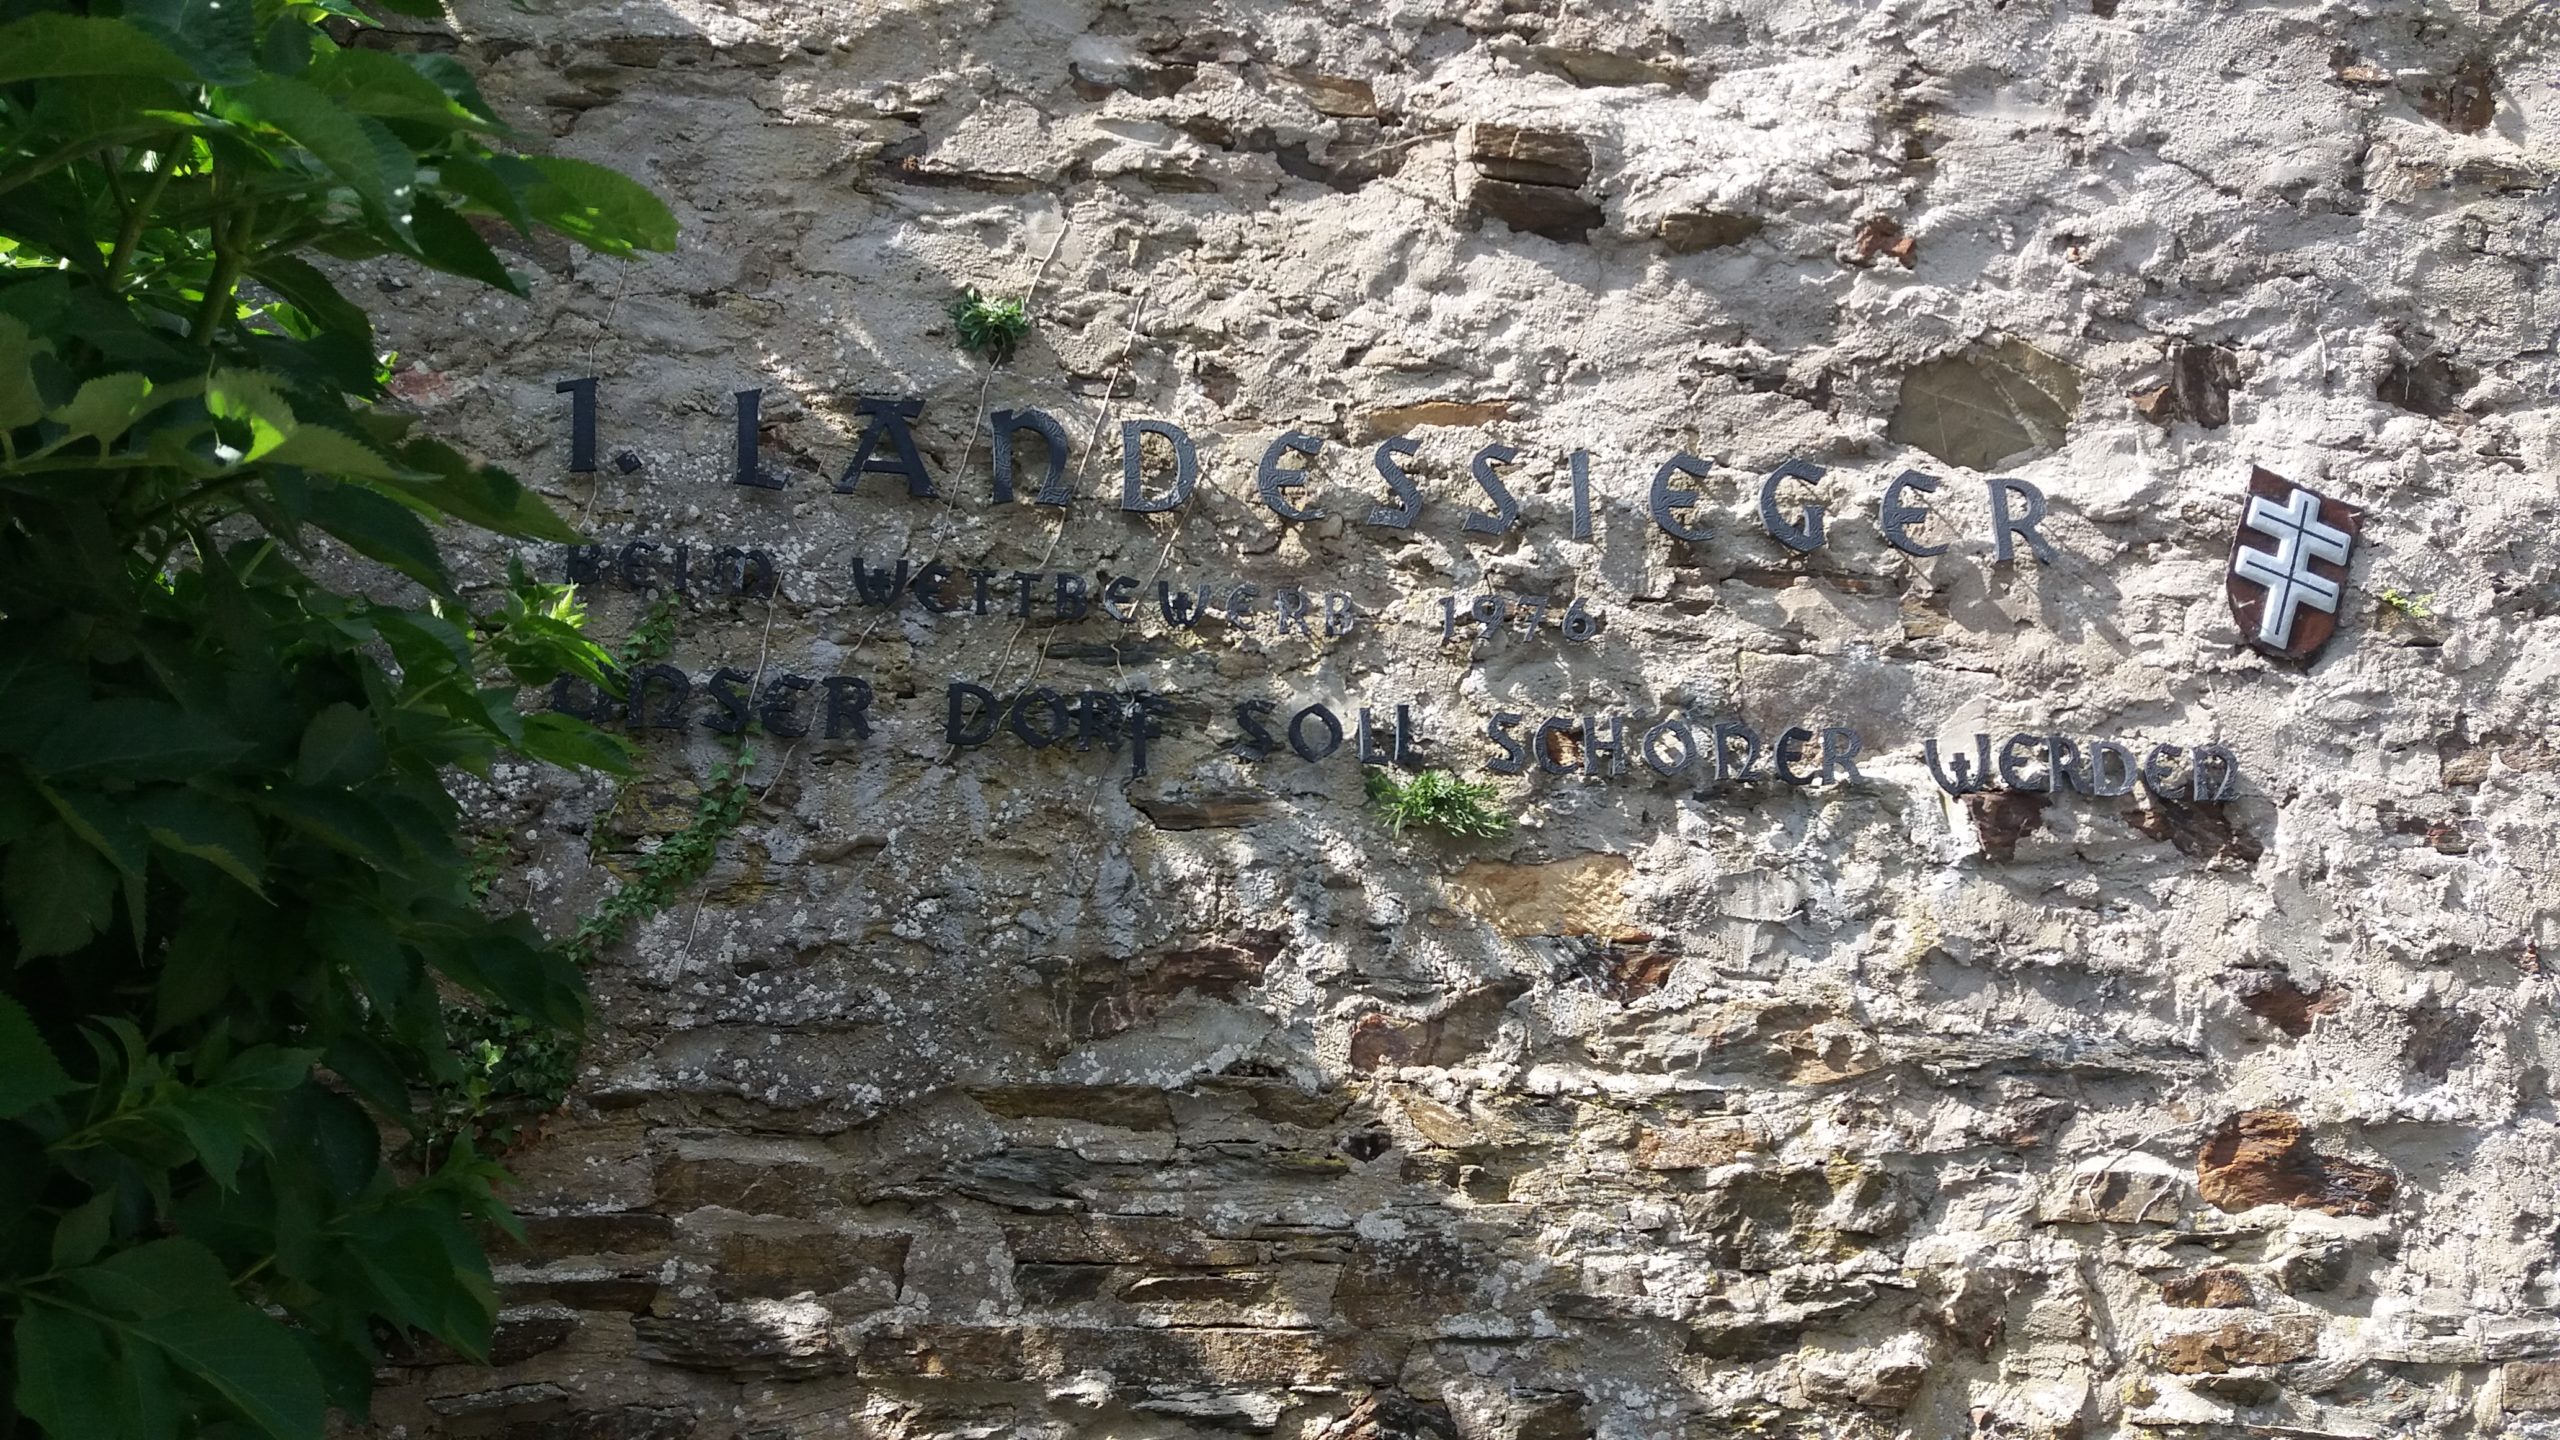 1. LANDESSIEGER
BEIM WETTBEWERB 1976
UNSER DORF SOLL SCHÖNER WERDEN